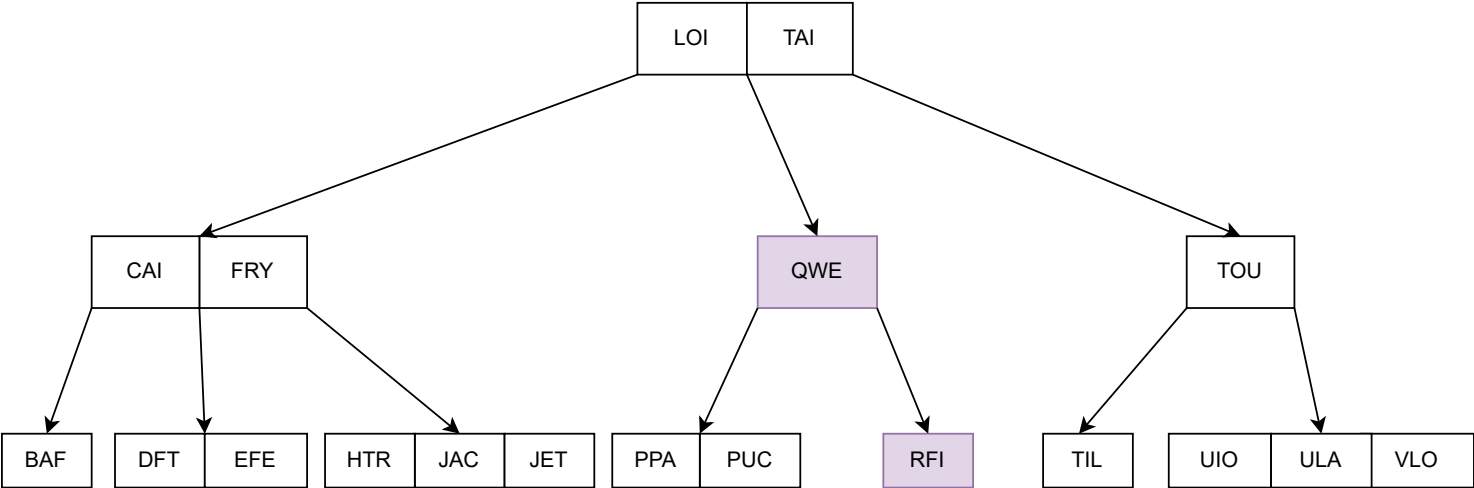 LOI TAI
CAI FRY QWE TOU
BAF DFT EFE HTR JAC JET PPA PUC RFI TIL UIO ULA VLO